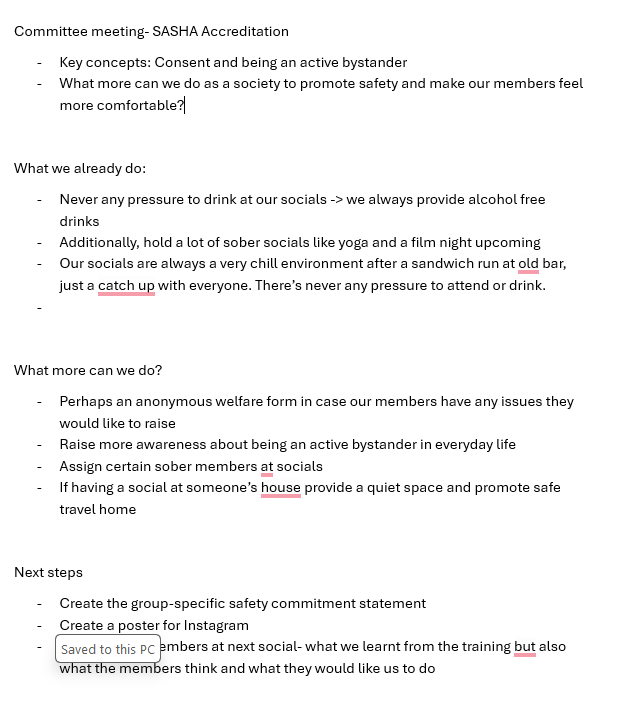 Committee meeting- SASHA Accreditation
- Key concepts: Consent and being an active bystander
- What more can we do as a society to promote safety and make our members feel
more comfortable?
What we already do:
- Never any pressure to drink at our socials -> we always provide alcohol free
drinks
- Additionally, hold a lot of sober socials like yoga and a film night upcoming
- Our socials are always a very chill environment after a sandwich run at old bar,
just a catch up with everyone. There’s never any pressure to attend or drink.
-
What more can we do?
- Perhaps an anonymous welfare form in case our members have any issues they
would like to raise
- Raise more awareness about being an active bystander in everyday life
- Assign certain sober members at socials
- If having a social at someone’s house provide a quiet space and promote safe
travel home
Next steps
- Create the group-specific safety commitment statement
- Create a poster for Instagram
- Saved to this PC embers at next social- what we learnt from the training but also
what the members think and what they would like us to do